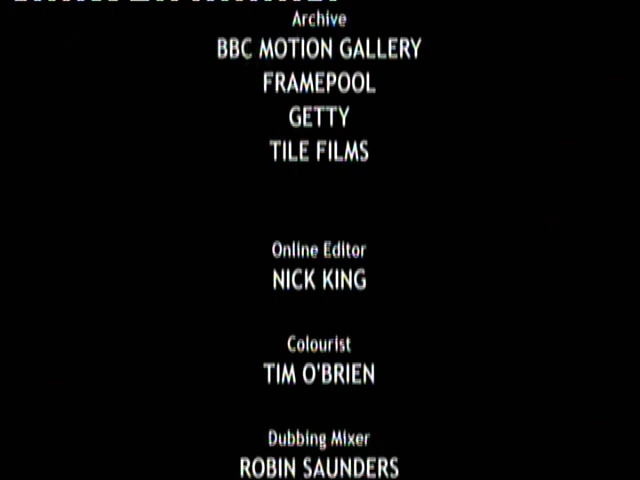 Archive
BBC MOTION GALLERY
FRAMEPOOL
GETTY
TILE FILMS
Online Editor
NICK KING
Colourist
TIM O'BRIEN
Dubbing Mixer
ROBIN SAUNDERS